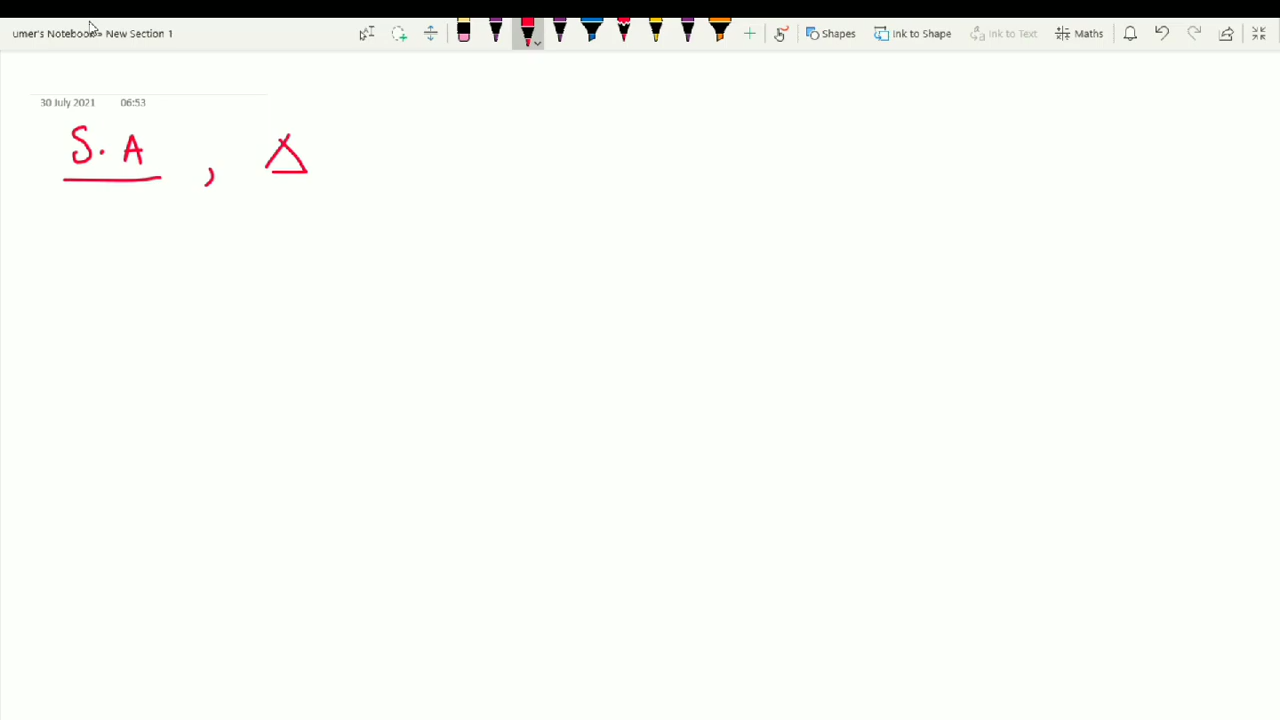 umer's Notebook > New Section 1
Shapes
Ink to Shape
Ink to Text
Maths
30 July 2021 06:53
S. A , Δ